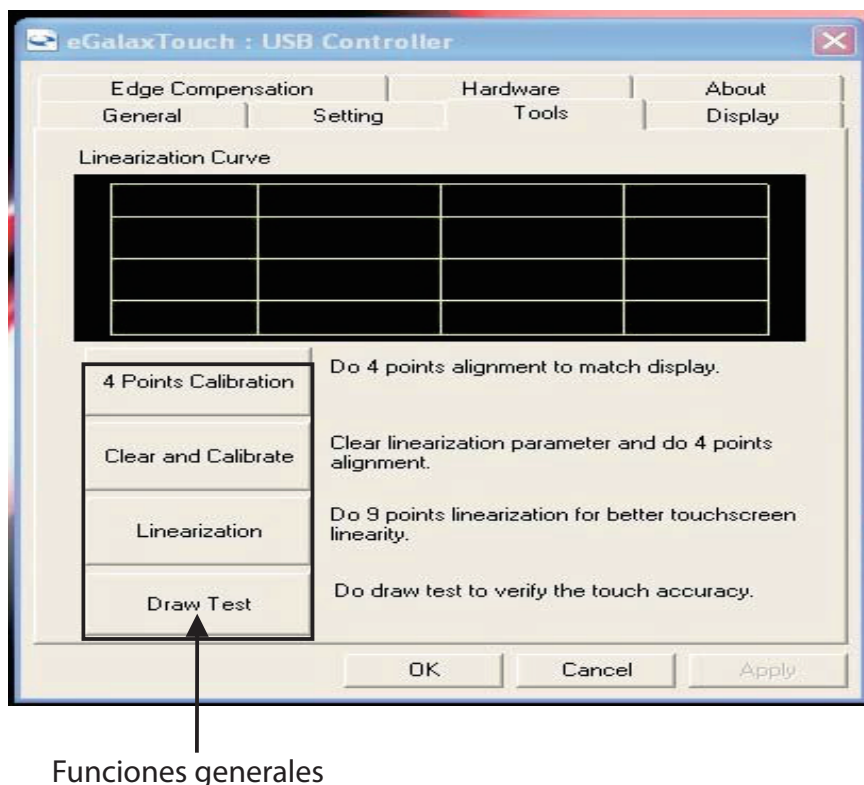 eGalaxTouch : USB Controller
Edge Compensation Hardware About
General Setting Tools Display
Linearization Curve
4 Points Calibration
Do 4 points alignment to match display.
Clear and Calibrate
Clear linearization parameter and do 4 points
alignment.
Linearization
Do 9 points linearization for better touchscreen
linearity.
Draw Test
Do draw test to verify the touch accuracy.
OK Cancel Apply
Funciones generales